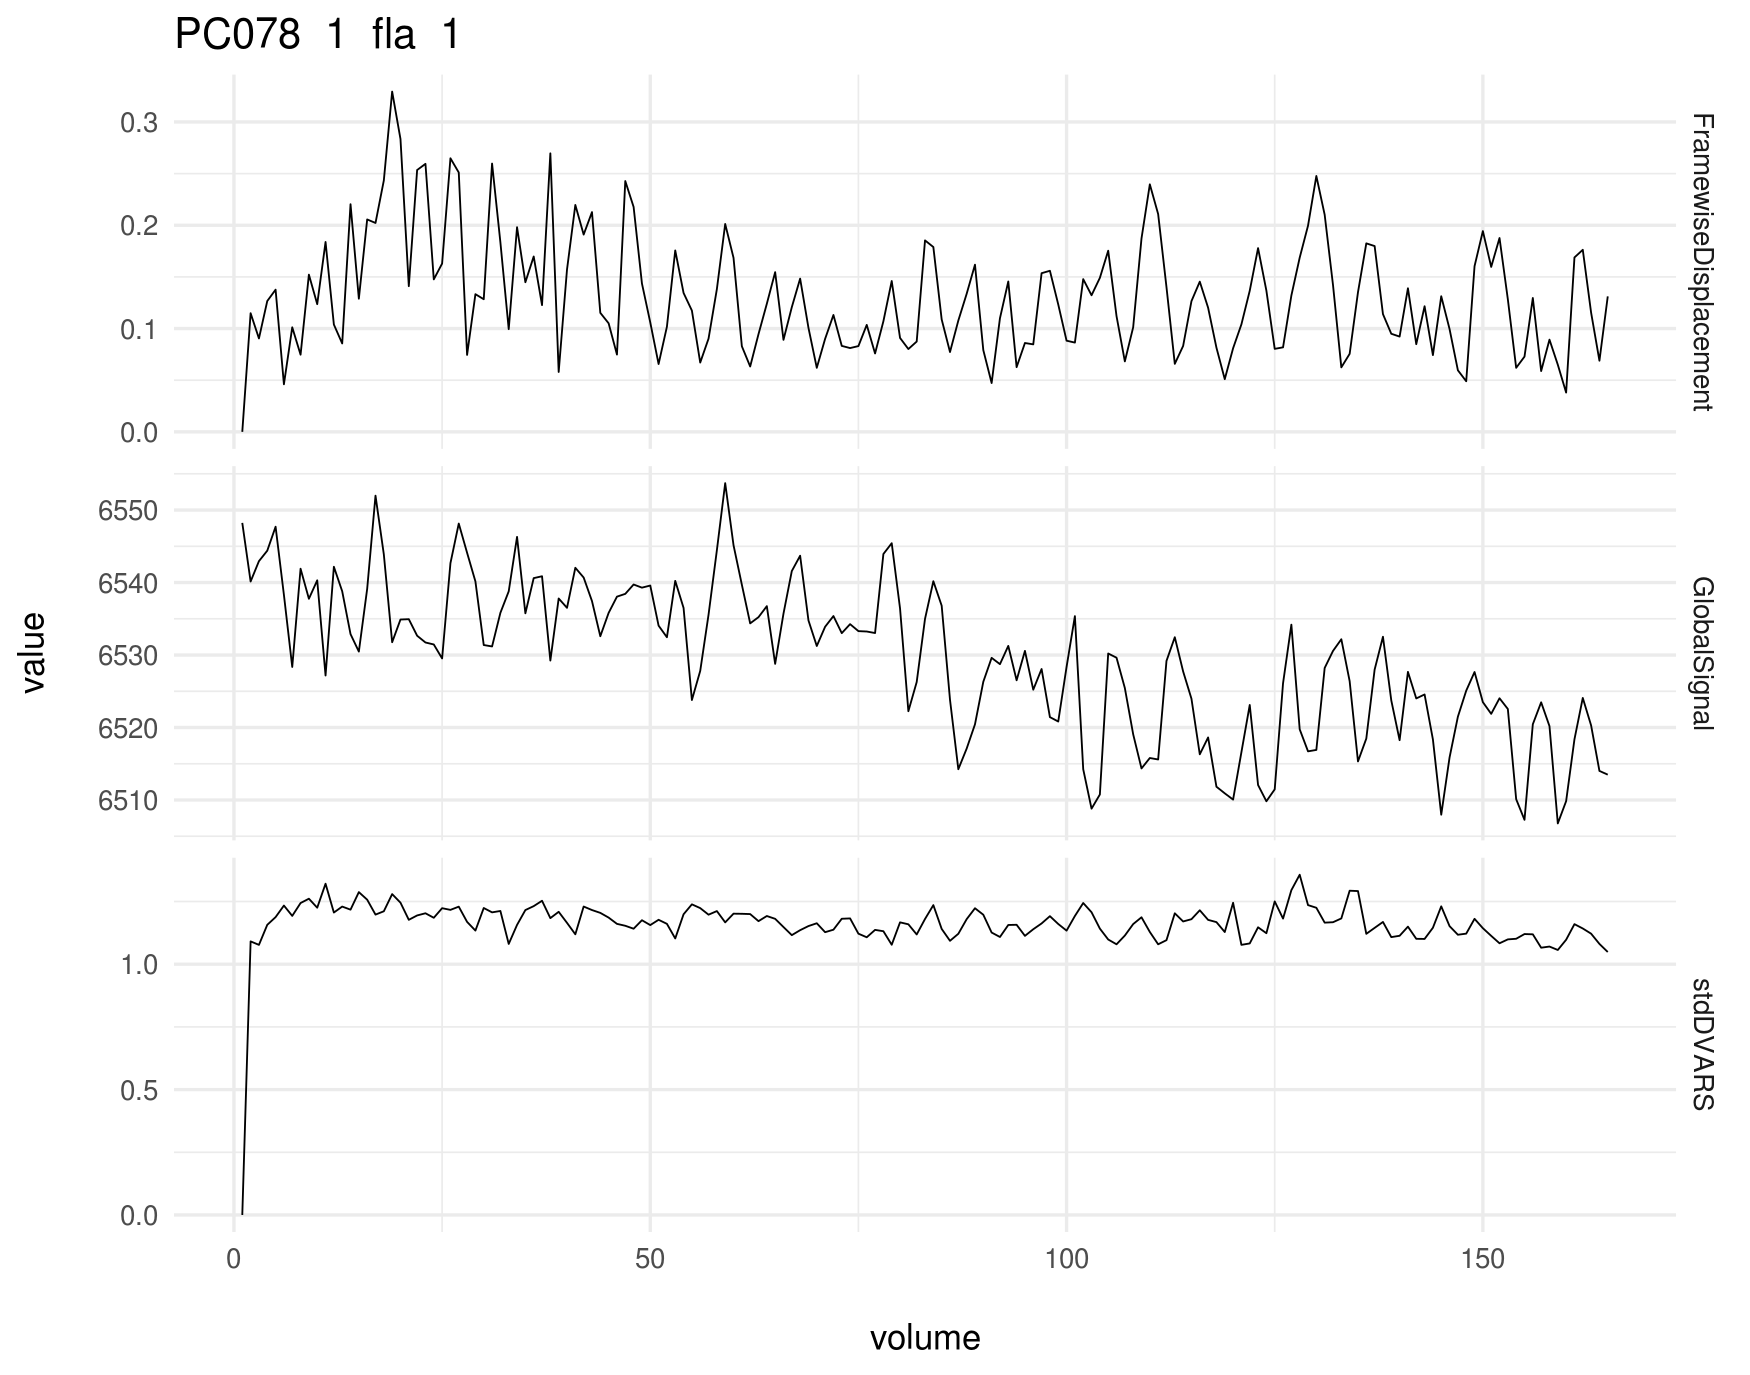 PC078 1 fla 1
0.3
0.2
0.1
0.0
FramewiseDisplacement
6550
6540
6530
6520
6510
GlobalSignal
value
1.0
0.5
0.0
stdDVARS
0 50 100 150
volume